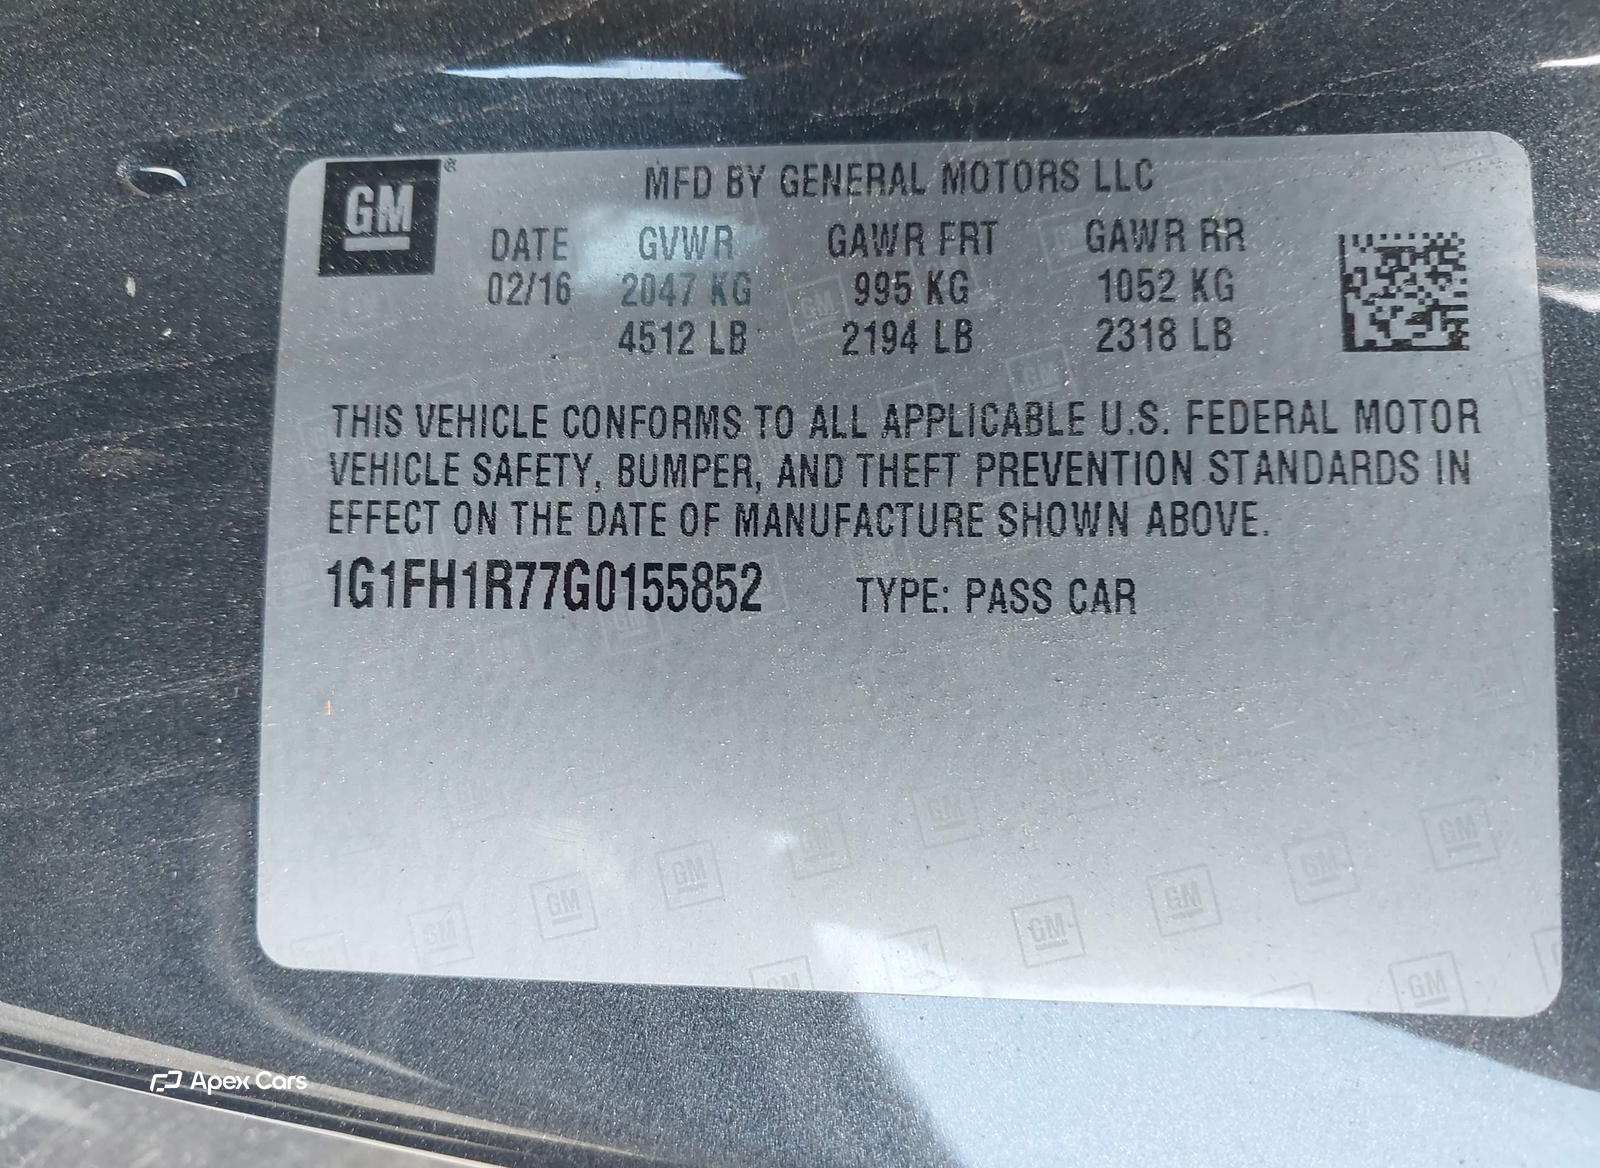 GM®
MFD BY GENERAL MOTORS LLC
DATE GVWR GAWR FRT GAWR RR
02/16 2047 KG 995 KG 1052 KG
4512 LB 2194 LB 2318 LB
THIS VEHICLE CONFORMS TO ALL APPLICABLE U.S. FEDERAL MOTOR
VEHICLE SAFETY, BUMPER, AND THEFT PREVENTION STANDARDS IN
EFFECT ON THE DATE OF MANUFACTURE SHOWN ABOVE.
1G1FH1R77G0155852 TYPE: PASS CAR
Apex Cars